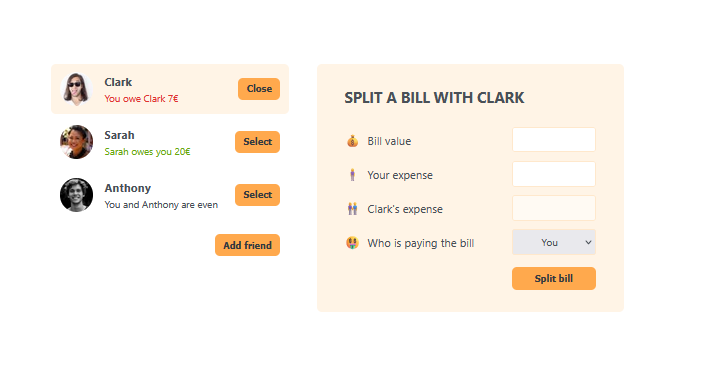 Clark
You owe Clark 7€
Close
Sarah
Sarah owes you 20€
Select
Anthony
You and Anthony are even
Select
Add friend
SPLIT A BILL WITH CLARK
Bill value
Your expense
Clark's expense
Who is paying the bill
You
Split bill